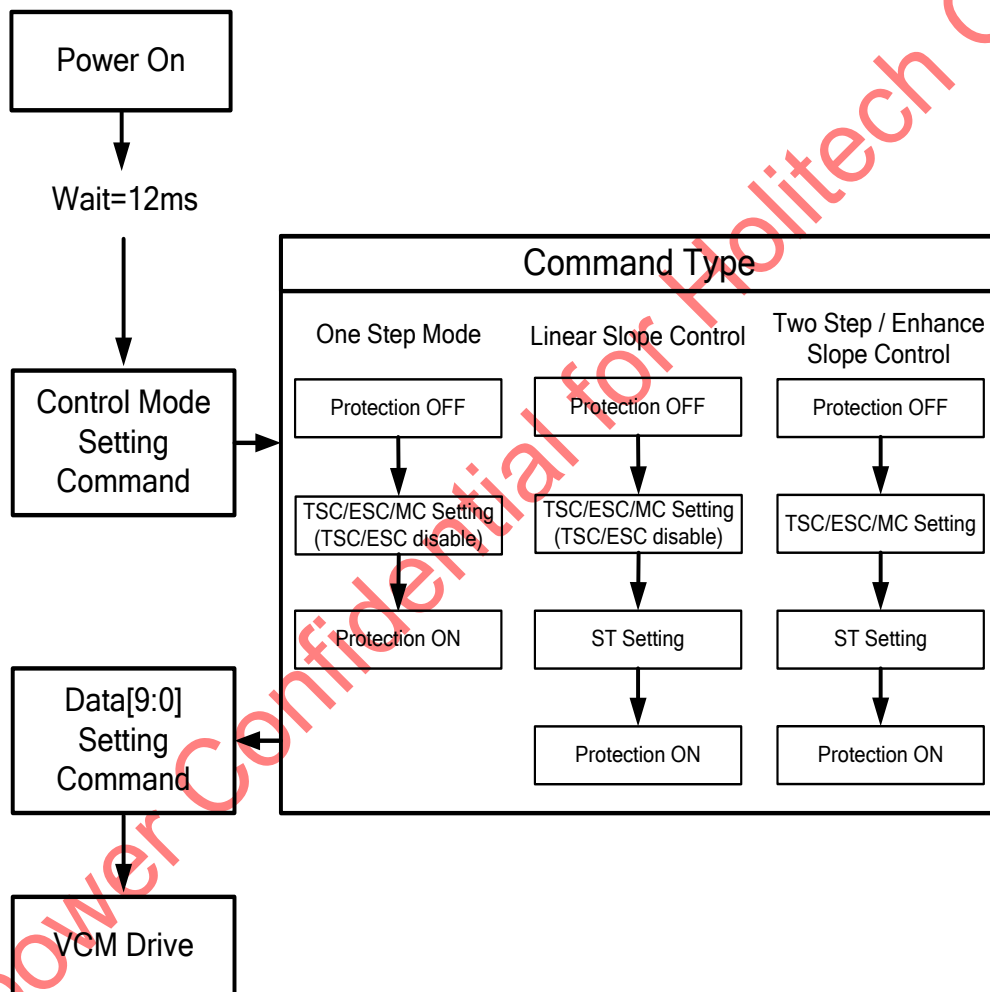 Power On
Wait=12ms
Control Mode
Setting
Command
Command Type
One Step Mode
Protection OFF
TSC/ESC/MC Setting
(TSC/ESC disable)
Protection ON
Linear Slope Control
Protection OFF
TSC/ESC/MC Setting
(TSC/ESC disable)
ST Setting
Protection ON
Two Step / Enhance
Slope Control
Protection OFF
TSC/ESC/MC Setting
ST Setting
Protection ON
Data[9:0]
Setting
Command
VCM Drive
power Confidential for Holitech C